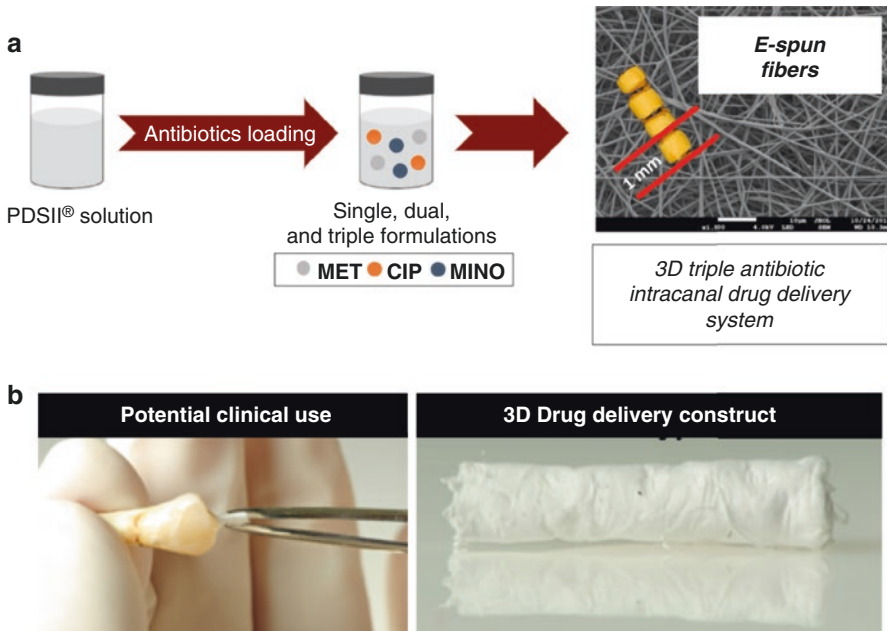 a
Antibiotics loading
PDSII® solution
Single, dual,
and triple formulations
MET CIP MINO
E-spun
fibers
1 mm
3D triple antibiotic
intracanal drug delivery
system
b
Potential clinical use
3D Drug delivery construct